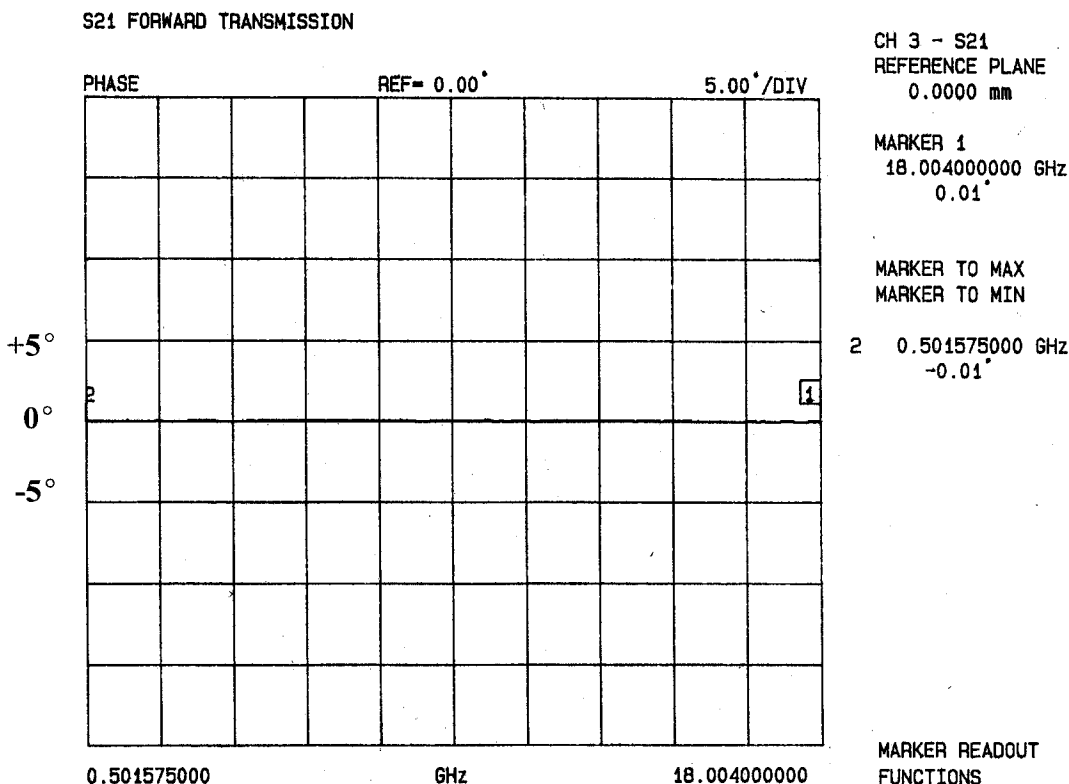 S21 FORWARD TRANSMISSION
CH 3 - S21
REFERENCE PLANE
0.0000 mm
PHASE REF= 0.00° 5.00°/DIV
MARKER 1
18.004000000 GHz
0.01°
MARKER TO MAX
MARKER TO MIN
+5°
2 0.501575000 GHz
-0.01°
2 1
0°
-5°
0.501575000 GHz 18.004000000
MARKER READOUT
FUNCTIONS